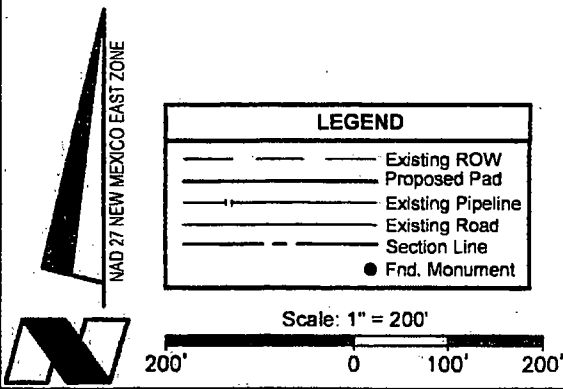 NAD 27 NEW MEXICO EAST ZONE
LEGEND
Existing ROW
Proposed Pad
Existing Pipeline
Existing Road
Section Line
Fnd. Monument
Scale: 1" = 200'
200' 0 100' 200'